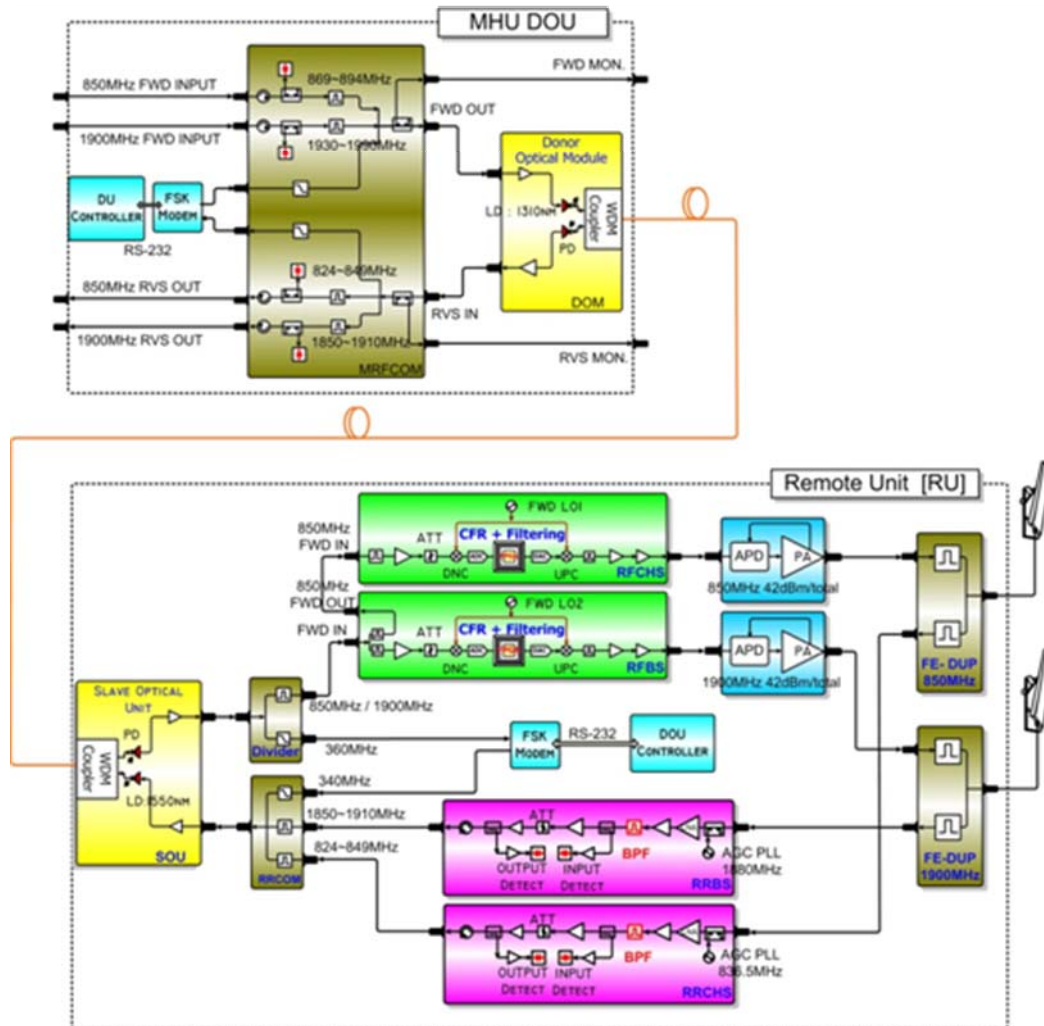 MHU DOU
FWD MON.
850MHz FWD INPUT
869~894MHz
FWD OUT
1900MHz FWD INPUT
1930~1990MHz
Donor
Optical Module
DU
CONTROLLER
FSK
MODEM
LD : 1310NM
WDM
Coupler
RS-232
PD
824~849MHz
850MHz RVS OUT
DOM
RVS IN
1900MHz RVS OUT
1850~1910MHz
MRFCOM
RVS MON.
Remote Unit [RU]
850MHz
FWD IN
FWD LO1
ATT
CFR + Filtering
DNC
UPC
RFCHS
APD
PA
850MHz 42dBm/total
850MHz
FWD OUT
FWD IN
FWD LO2
ATT
CFR + Filtering
DNC
UPC
RFBS
APD
PA
1900MHz 42dBm/total
FE- DUP
850MHz
SLAVE OPTICAL
UNIT
PD
WDM
Coupler
LD:1550NM
SOU
850MHz / 1900MHz
Divider
360MHz
FSK
MODEM
RS-232
DOU
CONTROLLER
340MHz
1850~1910MHz
824~849MHz
RRCOM
ATT
BPF
AGC PLL
1880MHz
OUTPUT
DETECT
INPUT
DETECT
RRBS
FE-DUP
1900MHz
ATT
BPF
AGC PLL
836.5MHz
OUTPUT
DETECT
INPUT
DETECT
RRCHS